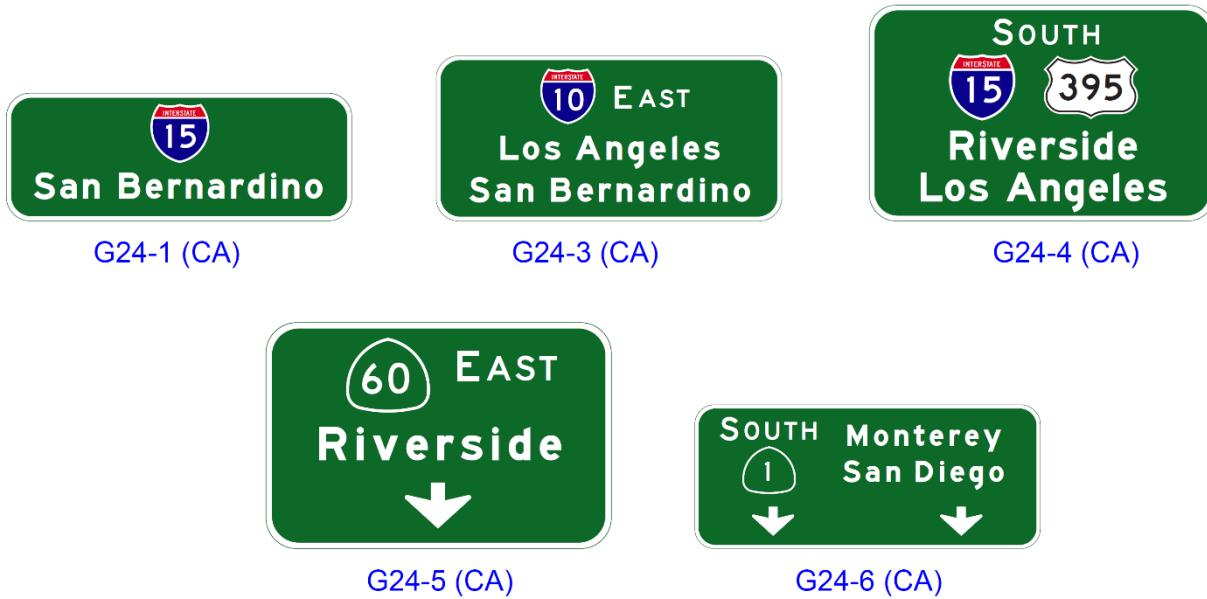 INTERSTATE
15
San Bernardino
G24-1 (CA)
INTERSTATE
10 EAST
Los Angeles
San Bernardino
G24-3 (CA)
SOUTH
INTERSTATE
15 395
Riverside
Los Angeles
G24-4 (CA)
60 EAST
Riverside
G24-5 (CA)
SOUTH Monterey
1 San Diego
G24-6 (CA)